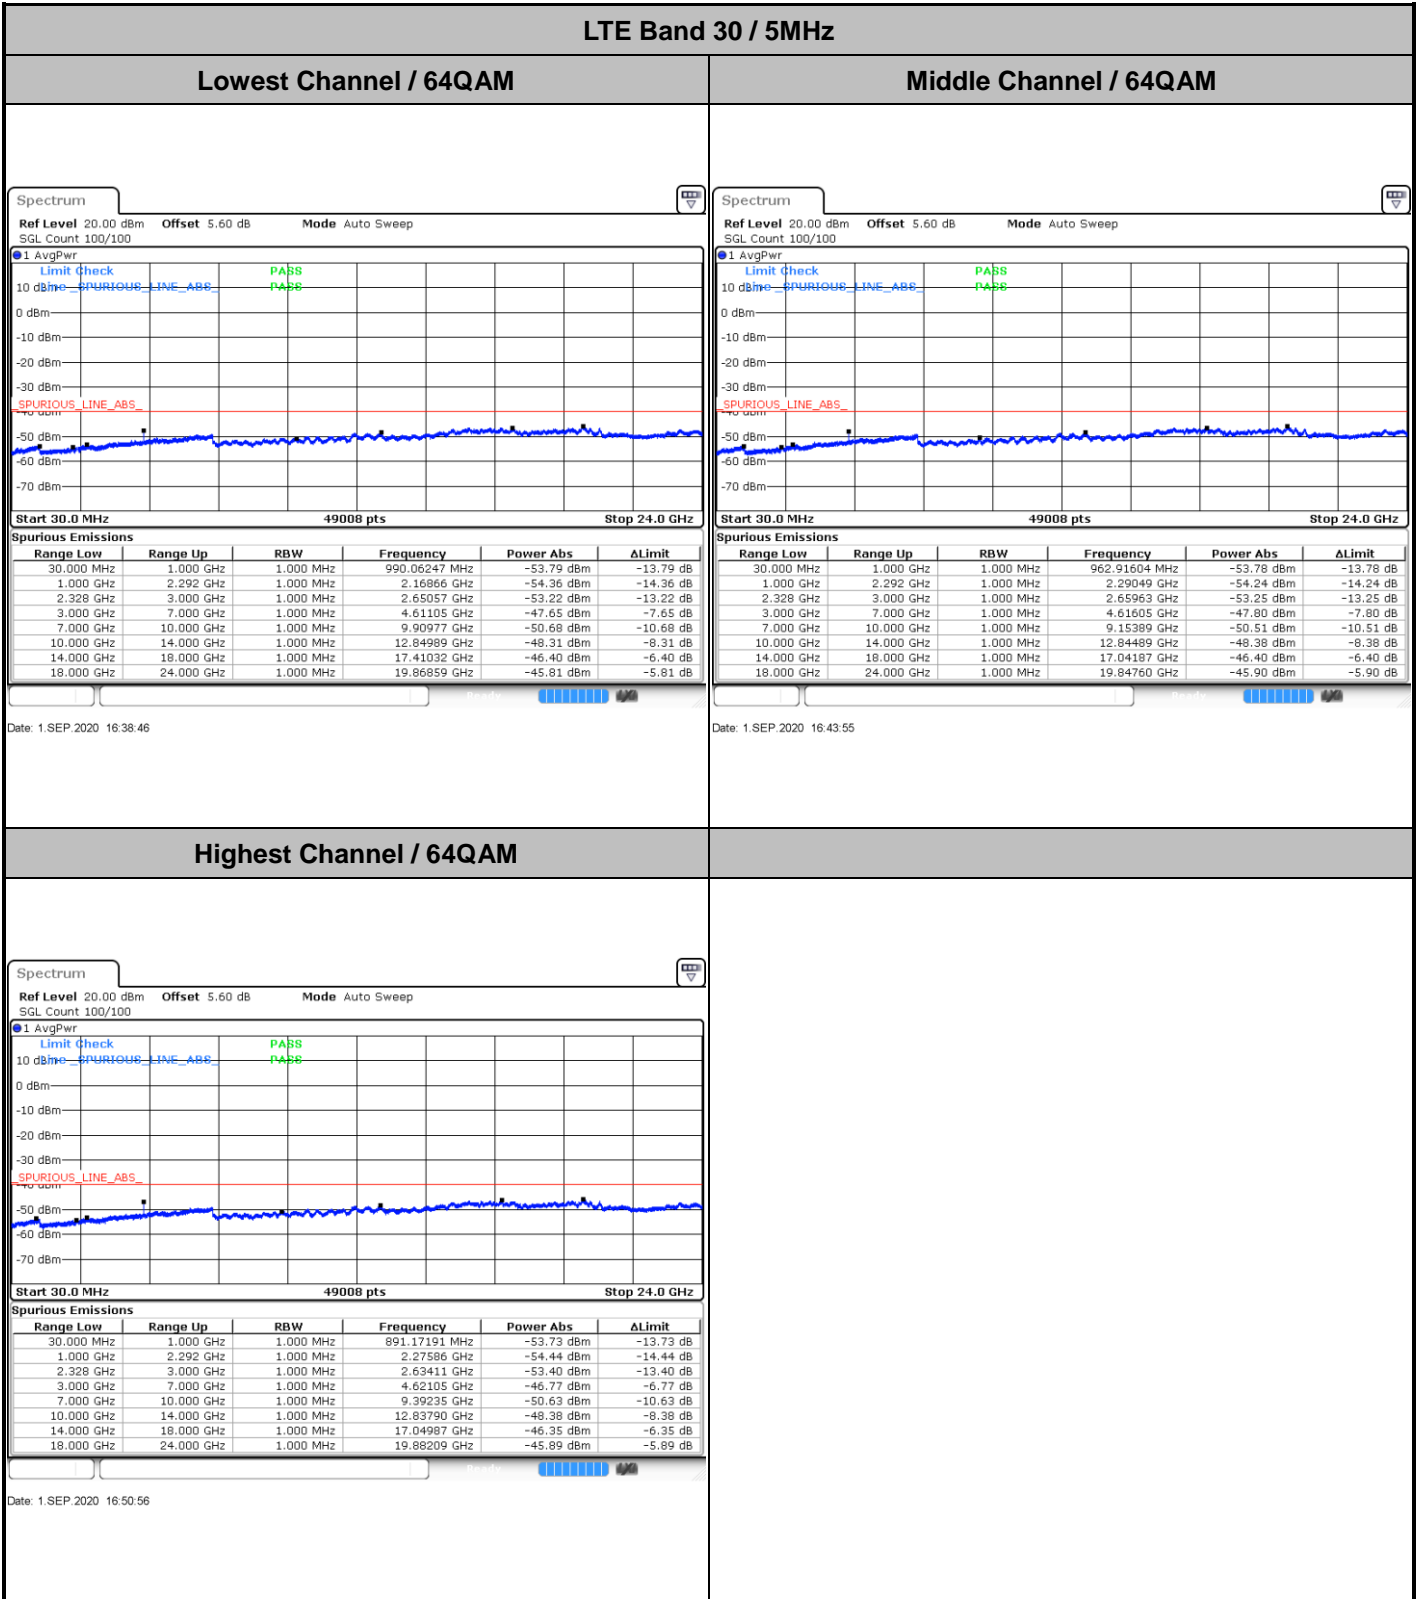 LTE Band 30 / 5MHz
Lowest Channel / 64QAM
Middle Channel / 64QAM
Spectrum
Ref Level 20.00 dBm Offset 5.60 dB Mode Auto Sweep
SGL Count 100/100
1 AvgPwr
Limit Check PASS
10 dBm
Line _SPURIOUS_LINE_ABS_ PASS
0 dBm
-10 dBm
-20 dBm
-30 dBm
_SPURIOUS_LINE_ABS_
-40 dBm
-50 dBm
-60 dBm
-70 dBm
Start 30.0 MHz 49008 pts Stop 24.0 GHz
Spurious Emissions
Range Low Range Up RBW Frequency Power Abs ΔLimit
30.000 MHz 1.000 GHz 1.000 MHz 990.06247 MHz -53.79 dBm -13.79 dB
1.000 GHz 2.292 GHz 1.000 MHz 2.16866 GHz -54.36 dBm -14.36 dB
2.328 GHz 3.000 GHz 1.000 MHz 2.65057 GHz -53.22 dBm -13.22 dB
3.000 GHz 7.000 GHz 1.000 MHz 4.61105 GHz -47.65 dBm -7.65 dB
7.000 GHz 10.000 GHz 1.000 MHz 9.90977 GHz -50.68 dBm -10.68 dB
10.000 GHz 14.000 GHz 1.000 MHz 12.84989 GHz -48.31 dBm -8.31 dB
14.000 GHz 18.000 GHz 1.000 MHz 17.41032 GHz -46.40 dBm -6.40 dB
18.000 GHz 24.000 GHz 1.000 MHz 19.86859 GHz -45.81 dBm -5.81 dB
Ready
Date: 1.SEP.2020 16:38:46
Spectrum
Ref Level 20.00 dBm Offset 5.60 dB Mode Auto Sweep
SGL Count 100/100
1 AvgPwr
Limit Check PASS
10 dBm
Line _SPURIOUS_LINE_ABS_ PASS
0 dBm
-10 dBm
-20 dBm
-30 dBm
_SPURIOUS_LINE_ABS_
-40 dBm
-50 dBm
-60 dBm
-70 dBm
Start 30.0 MHz 49008 pts Stop 24.0 GHz
Spurious Emissions
Range Low Range Up RBW Frequency Power Abs ΔLimit
30.000 MHz 1.000 GHz 1.000 MHz 962.91604 MHz -53.78 dBm -13.78 dB
1.000 GHz 2.292 GHz 1.000 MHz 2.29049 GHz -54.24 dBm -14.24 dB
2.328 GHz 3.000 GHz 1.000 MHz 2.65963 GHz -53.25 dBm -13.25 dB
3.000 GHz 7.000 GHz 1.000 MHz 4.61605 GHz -47.80 dBm -7.80 dB
7.000 GHz 10.000 GHz 1.000 MHz 9.15389 GHz -50.51 dBm -10.51 dB
10.000 GHz 14.000 GHz 1.000 MHz 12.84489 GHz -48.38 dBm -8.38 dB
14.000 GHz 18.000 GHz 1.000 MHz 17.04187 GHz -46.40 dBm -6.40 dB
18.000 GHz 24.000 GHz 1.000 MHz 19.84760 GHz -45.90 dBm -5.90 dB
Ready
Date: 1.SEP.2020 16:43:55
Highest Channel / 64QAM
Spectrum
Ref Level 20.00 dBm Offset 5.60 dB Mode Auto Sweep
SGL Count 100/100
1 AvgPwr
Limit Check PASS
10 dBm
Line _SPURIOUS_LINE_ABS_ PASS
0 dBm
-10 dBm
-20 dBm
-30 dBm
_SPURIOUS_LINE_ABS_
-40 dBm
-50 dBm
-60 dBm
-70 dBm
Start 30.0 MHz 49008 pts Stop 24.0 GHz
Spurious Emissions
Range Low Range Up RBW Frequency Power Abs ΔLimit
30.000 MHz 1.000 GHz 1.000 MHz 891.17191 MHz -53.73 dBm -13.73 dB
1.000 GHz 2.292 GHz 1.000 MHz 2.27586 GHz -54.44 dBm -14.44 dB
2.328 GHz 3.000 GHz 1.000 MHz 2.63411 GHz -53.40 dBm -13.40 dB
3.000 GHz 7.000 GHz 1.000 MHz 4.62105 GHz -46.77 dBm -6.77 dB
7.000 GHz 10.000 GHz 1.000 MHz 9.39235 GHz -50.63 dBm -10.63 dB
10.000 GHz 14.000 GHz 1.000 MHz 12.83790 GHz -48.38 dBm -8.38 dB
14.000 GHz 18.000 GHz 1.000 MHz 17.04987 GHz -46.35 dBm -6.35 dB
18.000 GHz 24.000 GHz 1.000 MHz 19.88209 GHz -45.89 dBm -5.89 dB
Ready
Date: 1.SEP.2020 16:50:56